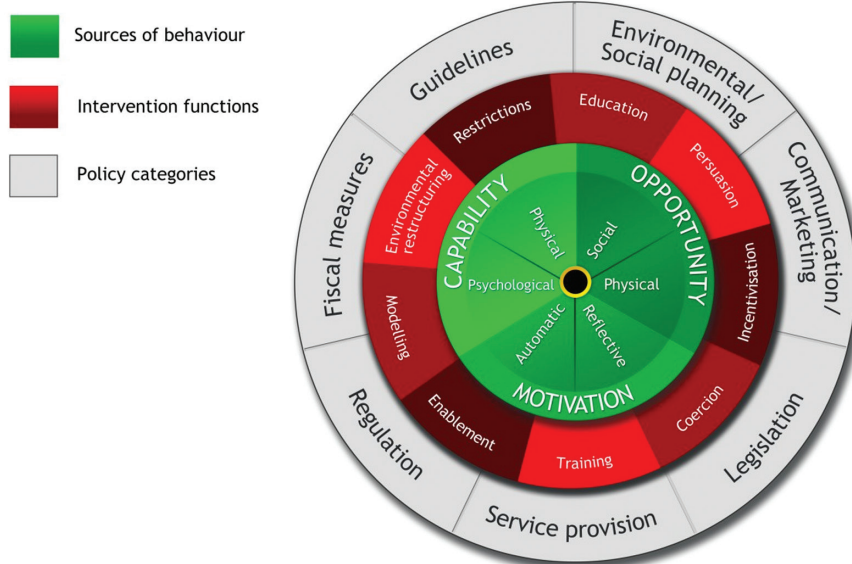 Sources of behaviour
Intervention functions
Policy categories
Guidelines
Environmental/
Social planning
Communication/
Marketing
Legislation
Service provision
Regulation
Fiscal measures
Restrictions
Education
Persuasion
Incentivisation
Coercion
Training
Enablement
Modelling
Environmental
restructuring
CAPABILITY
OPPORTUNITY
MOTIVATION
Physical
Social
Psychological
Physical
Automatic
Reflective